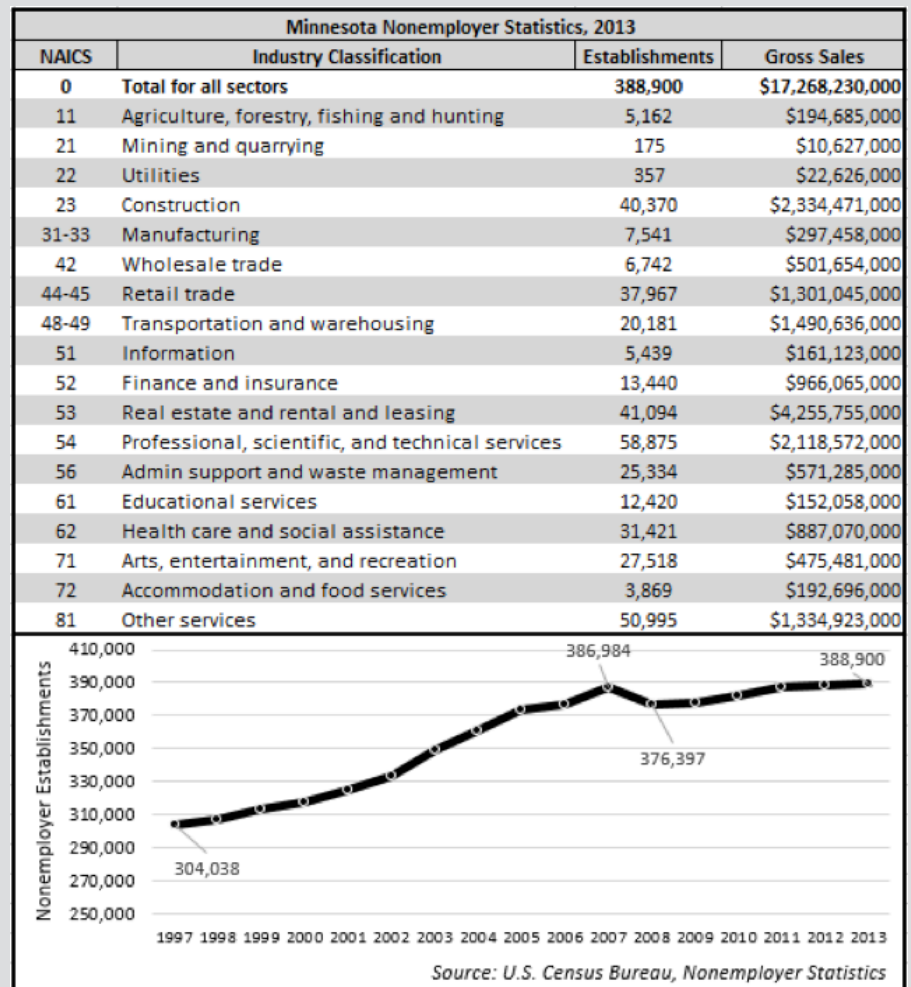 Minnesota Nonemployer Statistics, 2013
NAICS Industry Classification Establishments Gross Sales
0 Total for all sectors 388,900 $17,268,230,000
11 Agriculture, forestry, fishing and hunting 5,162 $194,685,000
21 Mining and quarrying 175 $10,627,000
22 Utilities 357 $22,626,000
23 Construction 40,370 $2,334,471,000
31-33 Manufacturing 7,541 $297,458,000
42 Wholesale trade 6,742 $501,654,000
44-45 Retail trade 37,967 $1,301,045,000
48-49 Transportation and warehousing 20,181 $1,490,636,000
51 Information 5,439 $161,123,000
52 Finance and insurance 13,440 $966,065,000
53 Real estate and rental and leasing 41,094 $4,255,755,000
54 Professional, scientific, and technical services 58,875 $2,118,572,000
56 Admin support and waste management 25,334 $571,285,000
61 Educational services 12,420 $152,058,000
62 Health care and social assistance 31,421 $887,070,000
71 Arts, entertainment, and recreation 27,518 $475,481,000
72 Accommodation and food services 3,869 $192,696,000
81 Other services 50,995 $1,334,923,000
Nonemployer Establishments
410,000
390,000
370,000
350,000
330,000
310,000
290,000
270,000
250,000
304,038
386,984
376,397
388,900
1997 1998 1999 2000 2001 2002 2003 2004 2005 2006 2007 2008 2009 2010 2011 2012 2013
Source: U.S. Census Bureau, Nonemployer Statistics